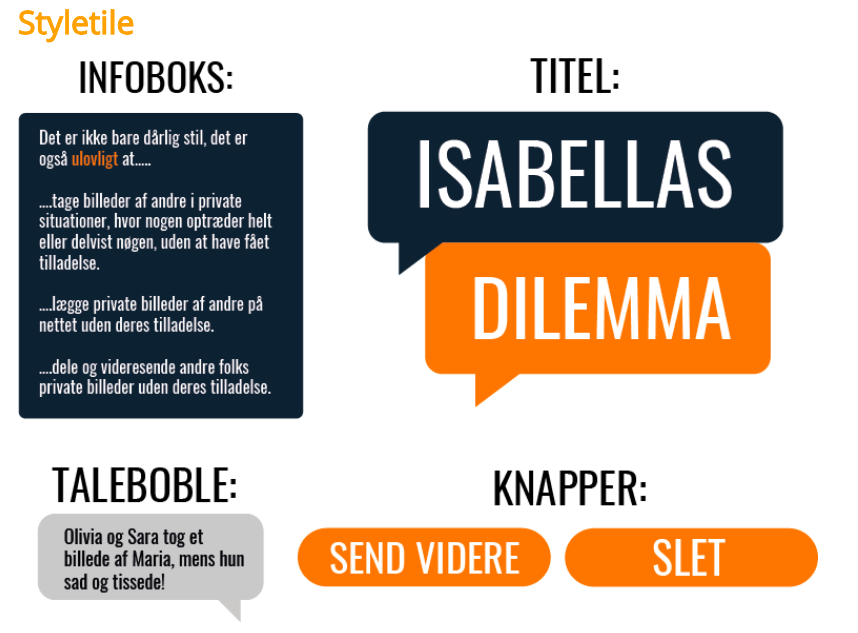 Styletile
INFOBOKS:
Det er ikke bare dårlig stil, det er
også ulovligt at.....
....tage billeder af andre i private
situationer, hvor nogen optræder helt
eller delvist nøgen, uden at have fået
tilladelse.
....lægge private billeder af andre på
nettet uden deres tilladelse.
....dele og videresende andre folks
private billeder uden deres tilladelse.
TITEL:
ISABELLAS
DILEMMA
TALEBOBLE:
Olivia og Sara tog et
billede af Maria, mens hun
sad og tissede!
KNAPPER:
SEND VIDERE
SLET